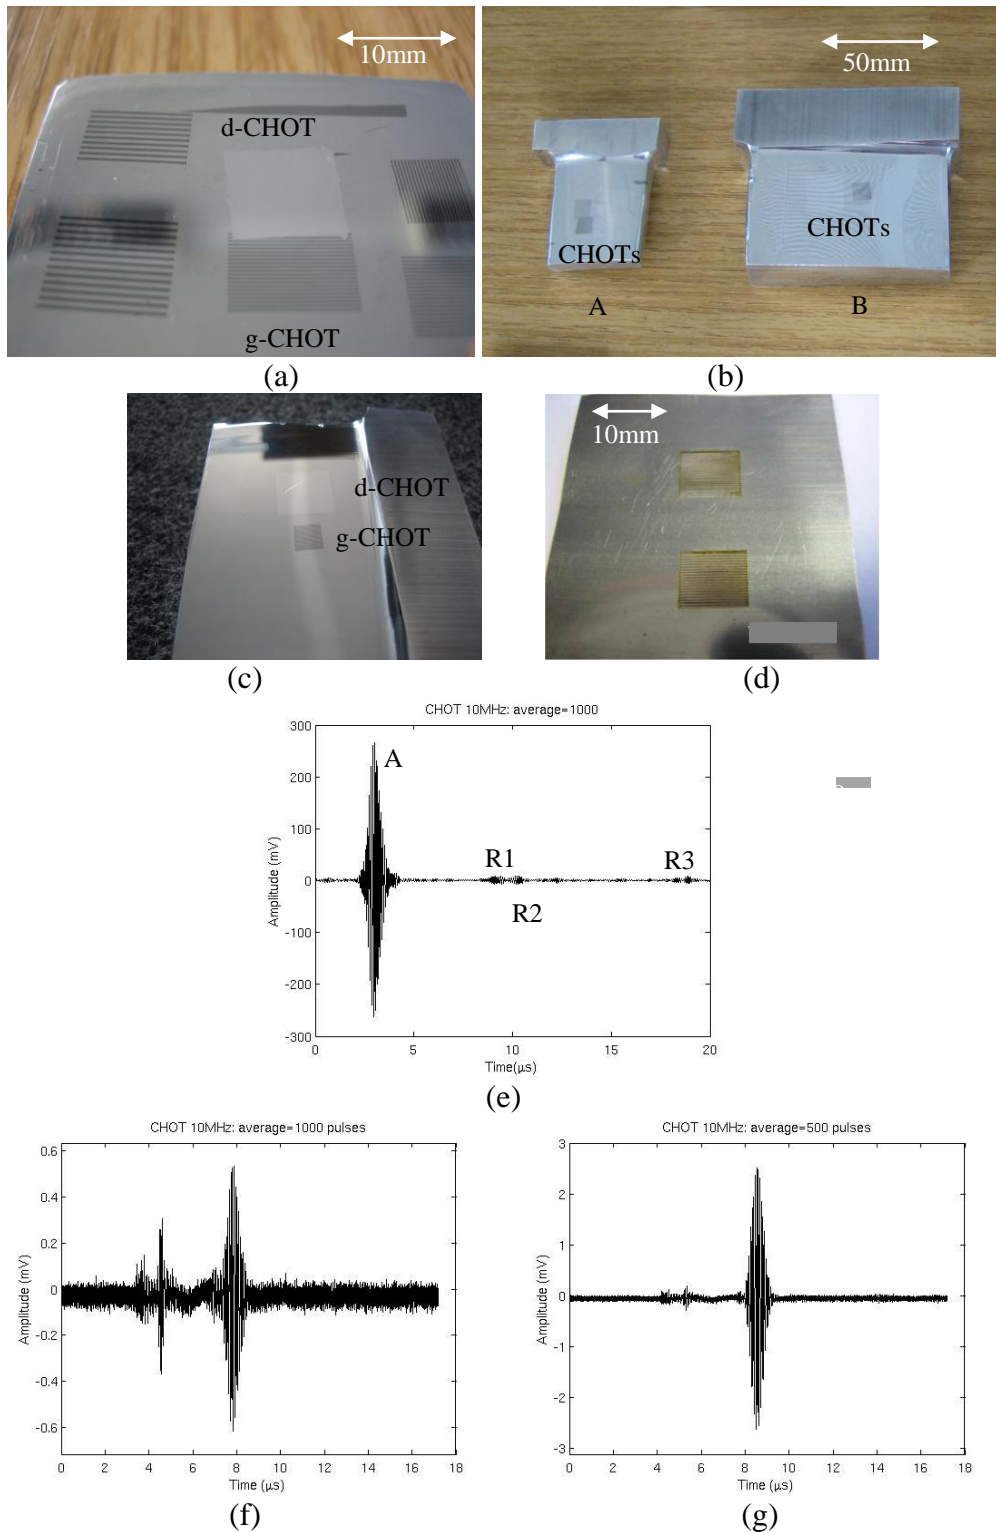 10mm
d-CHOT
g-CHOT
(a)
50mm
CHOTs
CHOTs
A
B
(b)
d-CHOT
g-CHOT
(c)
10mm
(d)
CHOT 10MHz: average=1000
300
200
100
0
-100
-200
-300
Amplitude (mV)
A
R1
R2
R3
0
5
10
15
20
Time(μs)
(e)
CHOT 10MHz: average=1000 pulses
0.6
0.4
0.2
0
-0.2
-0.4
-0.6
Amplitude (mV)
0 2 4 6 8 10 12 14 16 18
Time (μs)
(f)
CHOT 10MHz: average=500 pulses
3
2
1
0
-1
-2
-3
Amplitude (mV)
0 2 4 6 8 10 12 14 16 18
Time (μs)
(g)